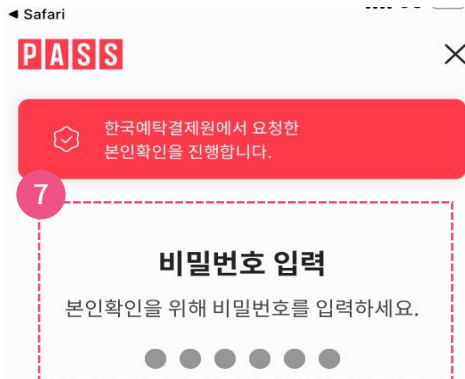 ◀ Safari
PASS
한국예탁결제원에서 요청한
본인확인을 진행합니다.
7
비밀번호 입력
본인확인을 위해 비밀번호를 입력하세요.